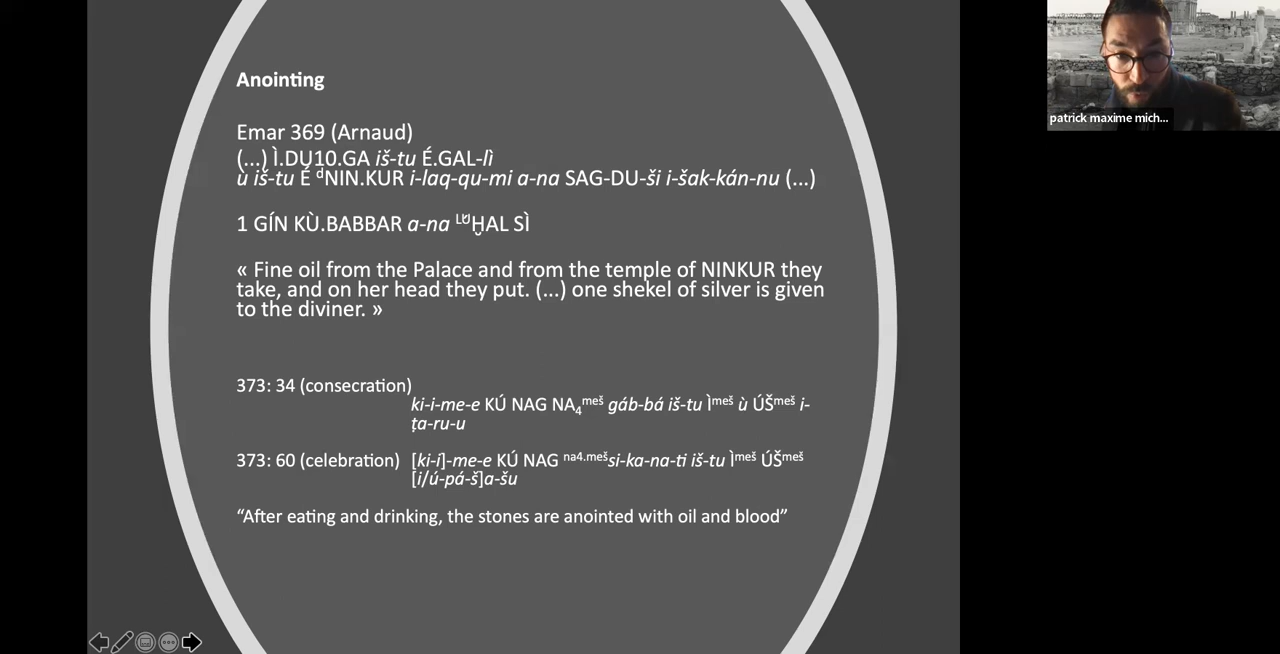 Anointing
Emar 369 (Arnaud)
(...) Ì.DU10.GA iš-tu É.GAL-lì
ù iš-tu É ᵈNIN.KUR i-laq-qu-mi a-na SAG-DU-ši i-šak-kán-nu (...)
1 GÍN KÙ.BABBAR a-na ᴸᵁ́ḪAL SÌ
« Fine oil from the Palace and from the temple of NINKUR they
take, and on her head they put. (...) one shekel of silver is given
to the diviner. »
373: 34 (consecration)
ki-i-me-e KÚ NAG NA₄ᵐᵉˢ̌ gáb-bá iš-tu Ìᵐᵉˢ̌ ù ÚŠᵐᵉˢ̌ i-
ṭa-ru-u
373: 60 (celebration) [ki-i]-me-e KÚ NAG ⁿᵃ⁴·ᵐᵉˢ̌si-ka-na-ti iš-tu Ìᵐᵉˢ̌ ÚŠᵐᵉˢ̌
[i/ú-pá-š]a-šu
“After eating and drinking, the stones are anointed with oil and blood”
patrick maxime mich...